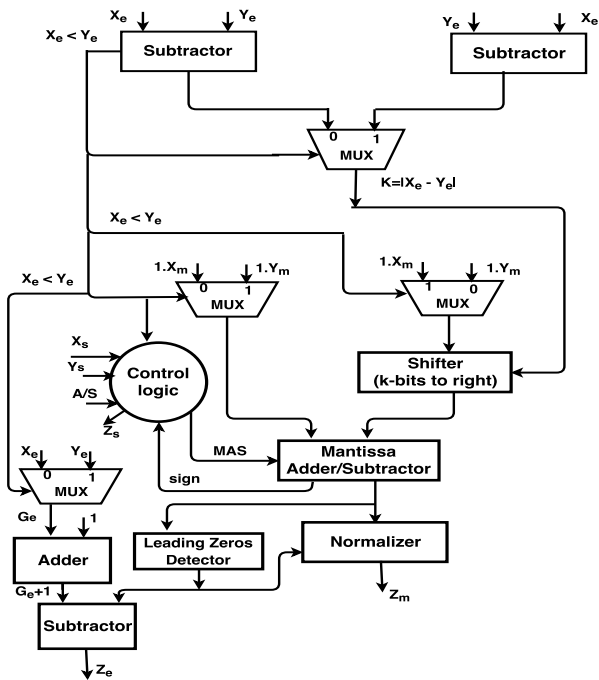 Xe Ye Ye Xe
Xe < Ye
Subtractor Subtractor
0 1
MUX
K=|Xe - Ye|
Xe < Ye
Xe < Ye
1.Xm 1.Ym 1.Xm 1.Ym
0 1 1 0
MUX MUX
Xs
Ys
A/S
Zs
Control
logic
Shifter
(k-bits to right)
MAS
sign
Mantissa
Adder/Subtractor
Xe Ye
0 1
MUX
Ge 1
Leading Zeros
Detector
Normalizer
Adder
Ge+1
Zm
Subtractor
Ze